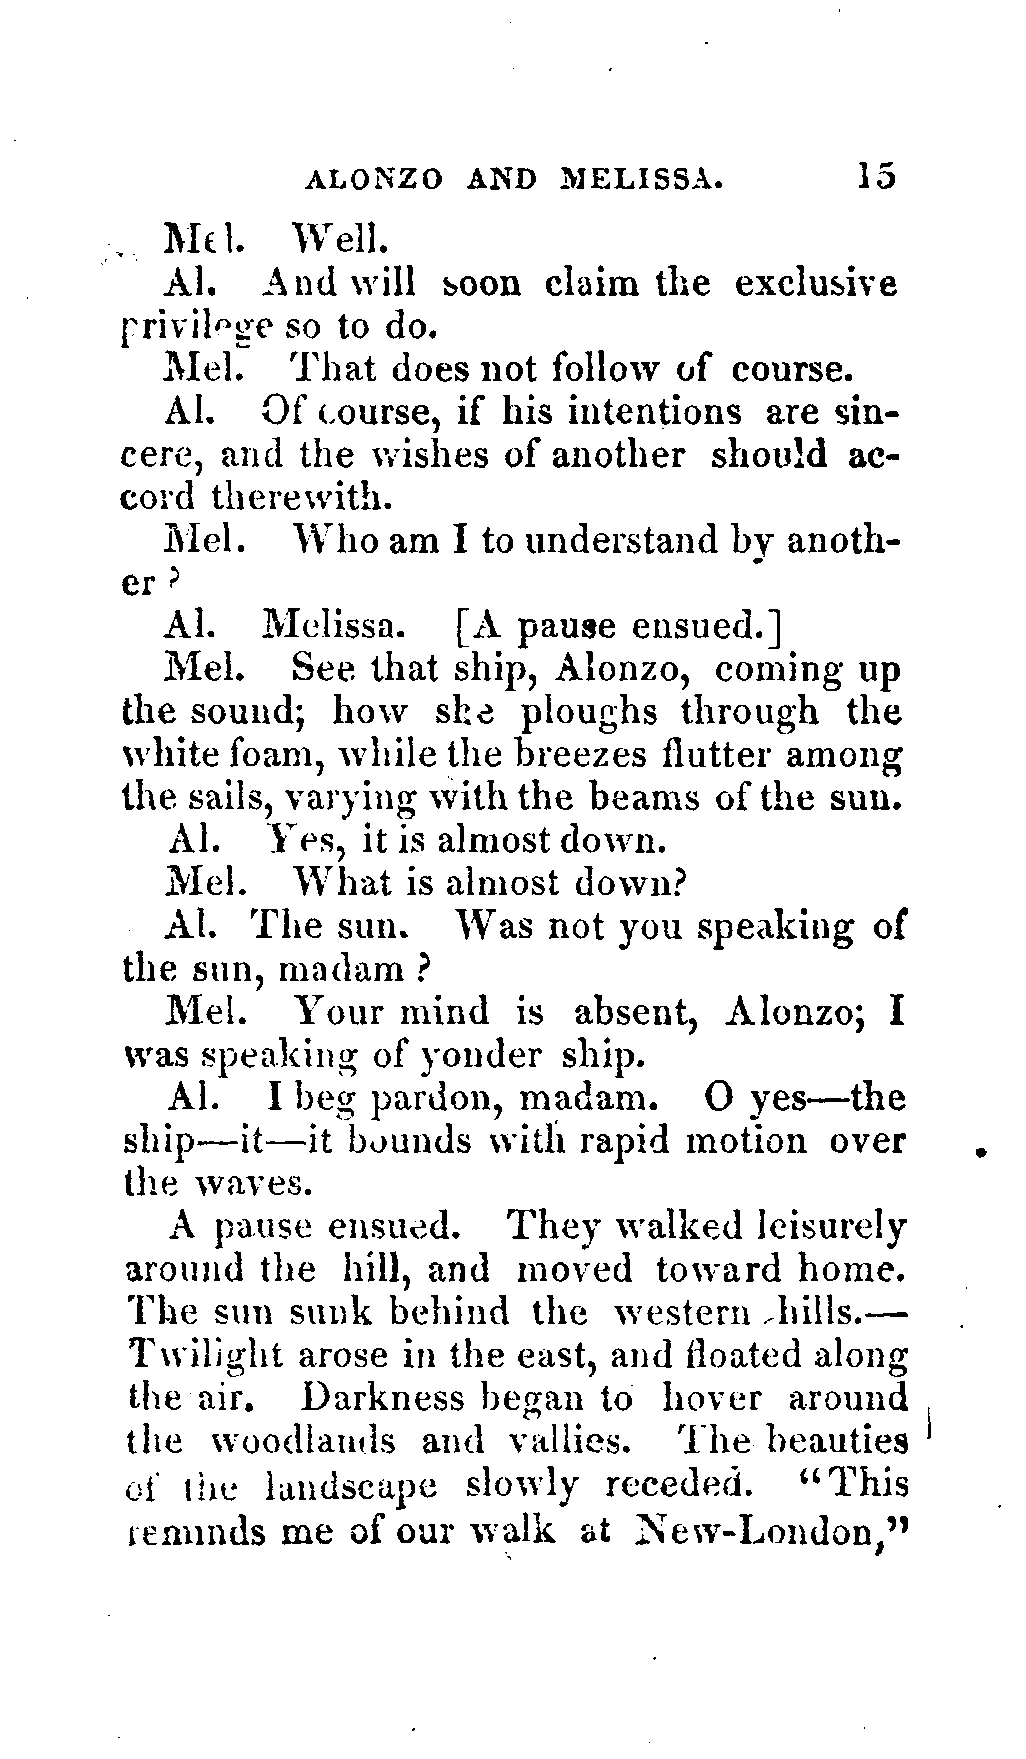 ALONZO AND MELISSA. 15
Mel. Well.
Al. And will soon claim the exclusive
privilege so to do.
Mel. That does not follow of course.
Al. Of course, if his intentions are sin-
cere, and the wishes of another should ac-
cord therewith.
Mel. Who am I to understand by anoth-
er?
Al. Melissa. [A pause ensued.]
Mel. See that ship, Alonzo, coming up
the sound; how she ploughs through the
white foam, while the breezes flutter among
the sails, varying with the beams of the sun.
Al. Yes, it is almost down.
Mel. What is almost down?
Al. The sun. Was not you speaking of
the sun, madam?
Mel. Your mind is absent, Alonzo; I
was speaking of yonder ship.
Al. I beg pardon, madam. O yes—the
ship—it—it bounds with rapid motion over
the waves.
A pause ensued. They walked leisurely
around the hill, and moved toward home.
The sun sunk behind the western hills.—
Twilight arose in the east, and floated along
the air. Darkness began to hover around
the woodlands and vallies. The beauties
of the landscape slowly receded. "This
reminds me of our walk at New-London,"